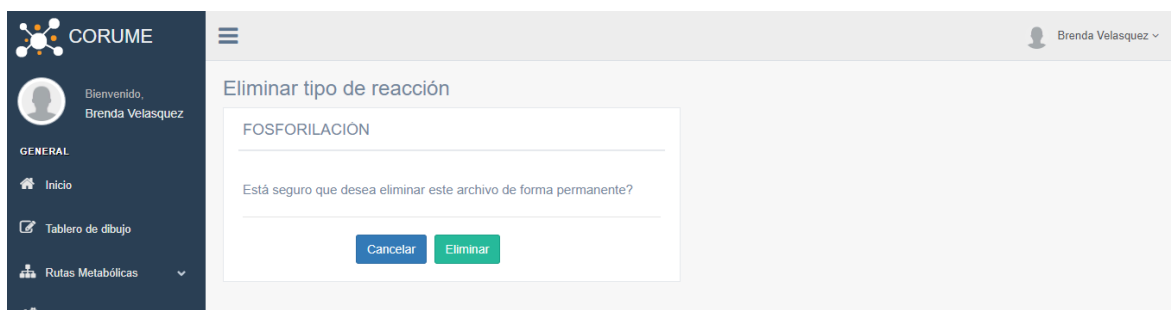 CORUME
Brenda Velasquez
Bienvenido,
Brenda Velasquez
GENERAL
Inicio
Tablero de dibujo
Rutas Metabólicas
Eliminar tipo de reacción
FOSFORILACIÓN
Está seguro que desea eliminar este archivo de forma permanente?
Cancelar Eliminar